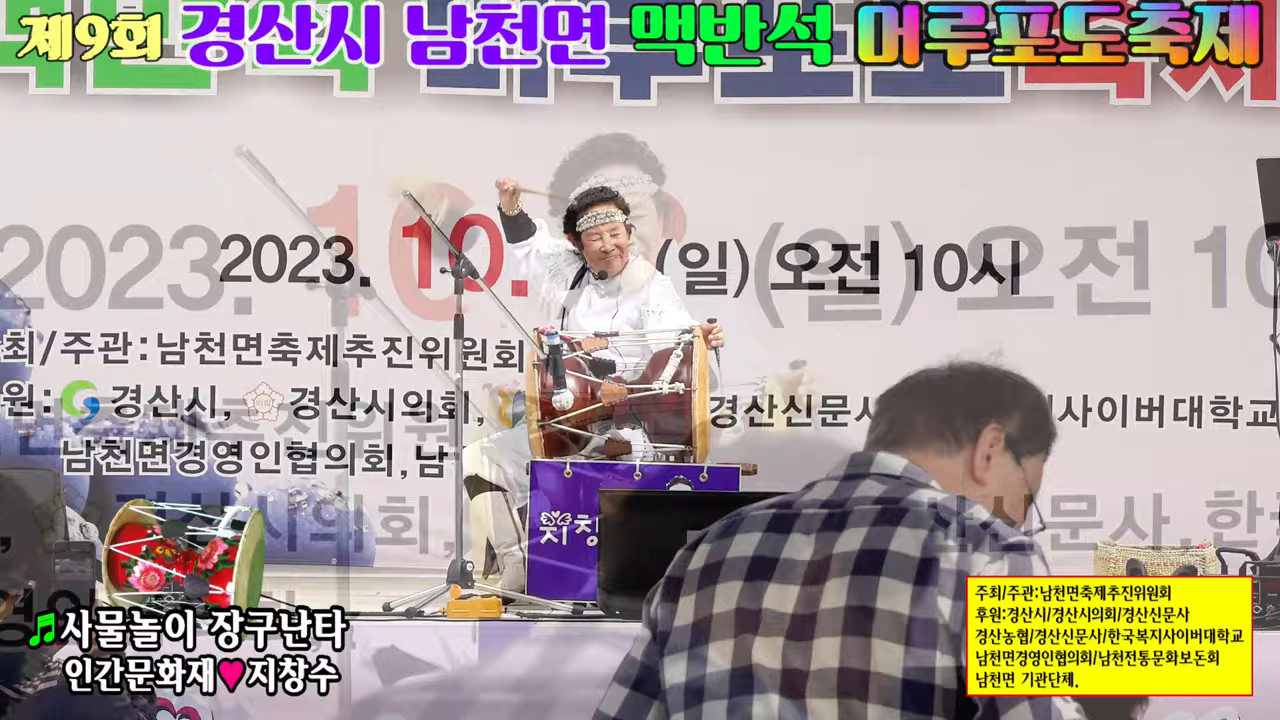 제9회 경산시 남천면 맥반석 머루포도축제
2023. 10. (일) 오전 10시
최/주관:남천면축제추진위원회
원: 경산시, 경산시의회, 경산신문사 사이버대학교
남천면경영인협의회,남
지창
♬사물놀이 장구난타
인간문화재♥지창수
주최/주관:남천면축제추진위원회
후원:경산시/경산시의회/경산신문사
경산농협/경산신문사/한국복지사이버대학교
남천면경영인협의회/남천전통문화보돈회
남천면 기관단체.